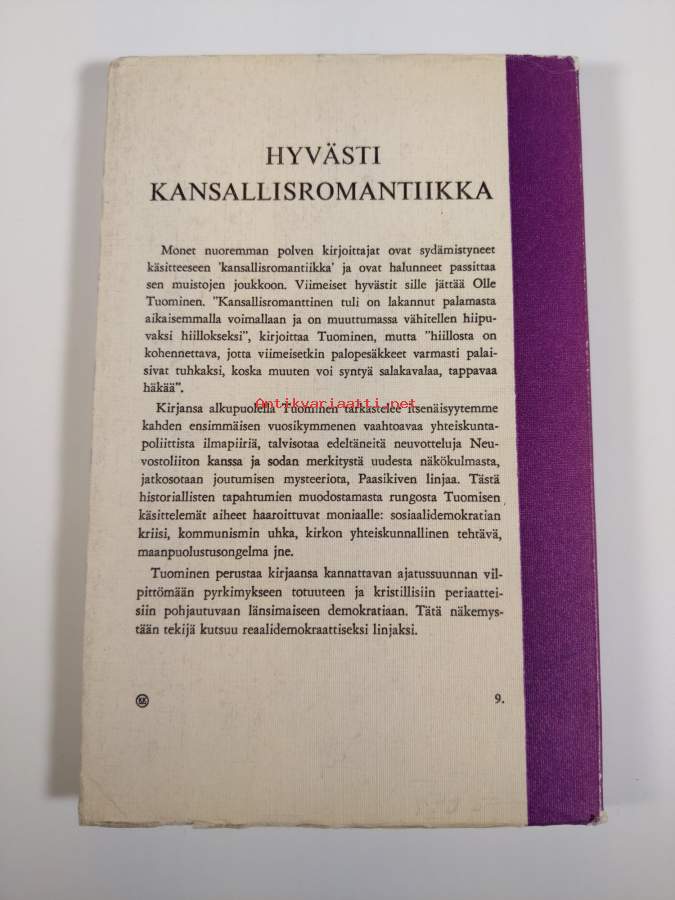 HYVÄSTI
KANSALLISROMANTIIKKA
Monet nuoremman polven kirjoittajat ovat sydämistyneet
käsitteeseen 'kansallisromantiikka' ja ovat halunneet passittaa
sen muistojen joukkoon. Viimeiset hyvästit sille jättää Olle
Tuominen. "Kansallisromanttinen tuli on lakannut palamasta
aikaisemmalla voimallaan ja on muuttumassa vähitellen hiipu-
vaksi hiillokseksi", kirjoittaa Tuominen, mutta "hiillosta on
kohennettava, jotta viimeisetkin palopesäkkeet varmasti palai-
sivat tuhkaksi, koska muuten voi syntyä salakavalaa, tappavaa
häkää".
Antikvariaatti.net
Kirjansa alkupuolella Tuominen tarkastelee itsenäisyytemme
kahden ensimmäisen vuosikymmenen vaahtoavaa yhteiskunta-
poliittista ilmapiiriä, talvisotaa edeltäneitä neuvotteluja Neu-
vostoliiton kanssa ja sodan merkitystä uudesta näkökulmasta,
jatkosotaan joutumisen mysteeriota, Paasikiven linjaa. Tästä
historiallisten tapahtumien muodostamasta rungosta Tuomisen
käsittelemät aiheet haaroittuvat moniaalle: sosiaalidemokratian
kriisi, kommunismin uhka, kirkon yhteiskunnallinen tehtävä,
maanpuolustusongelma jne.
Tuominen perustaa kirjaansa kannattavan ajatussuunnan vil-
pittömään pyrkimykseen totuuteen ja kristillisiin periaattei-
siin pohjautuvaan länsimaiseen demokratiaan. Tätä näkemys-
tään tekijä kutsuu reaalidemokraattiseksi linjaksi.
9.